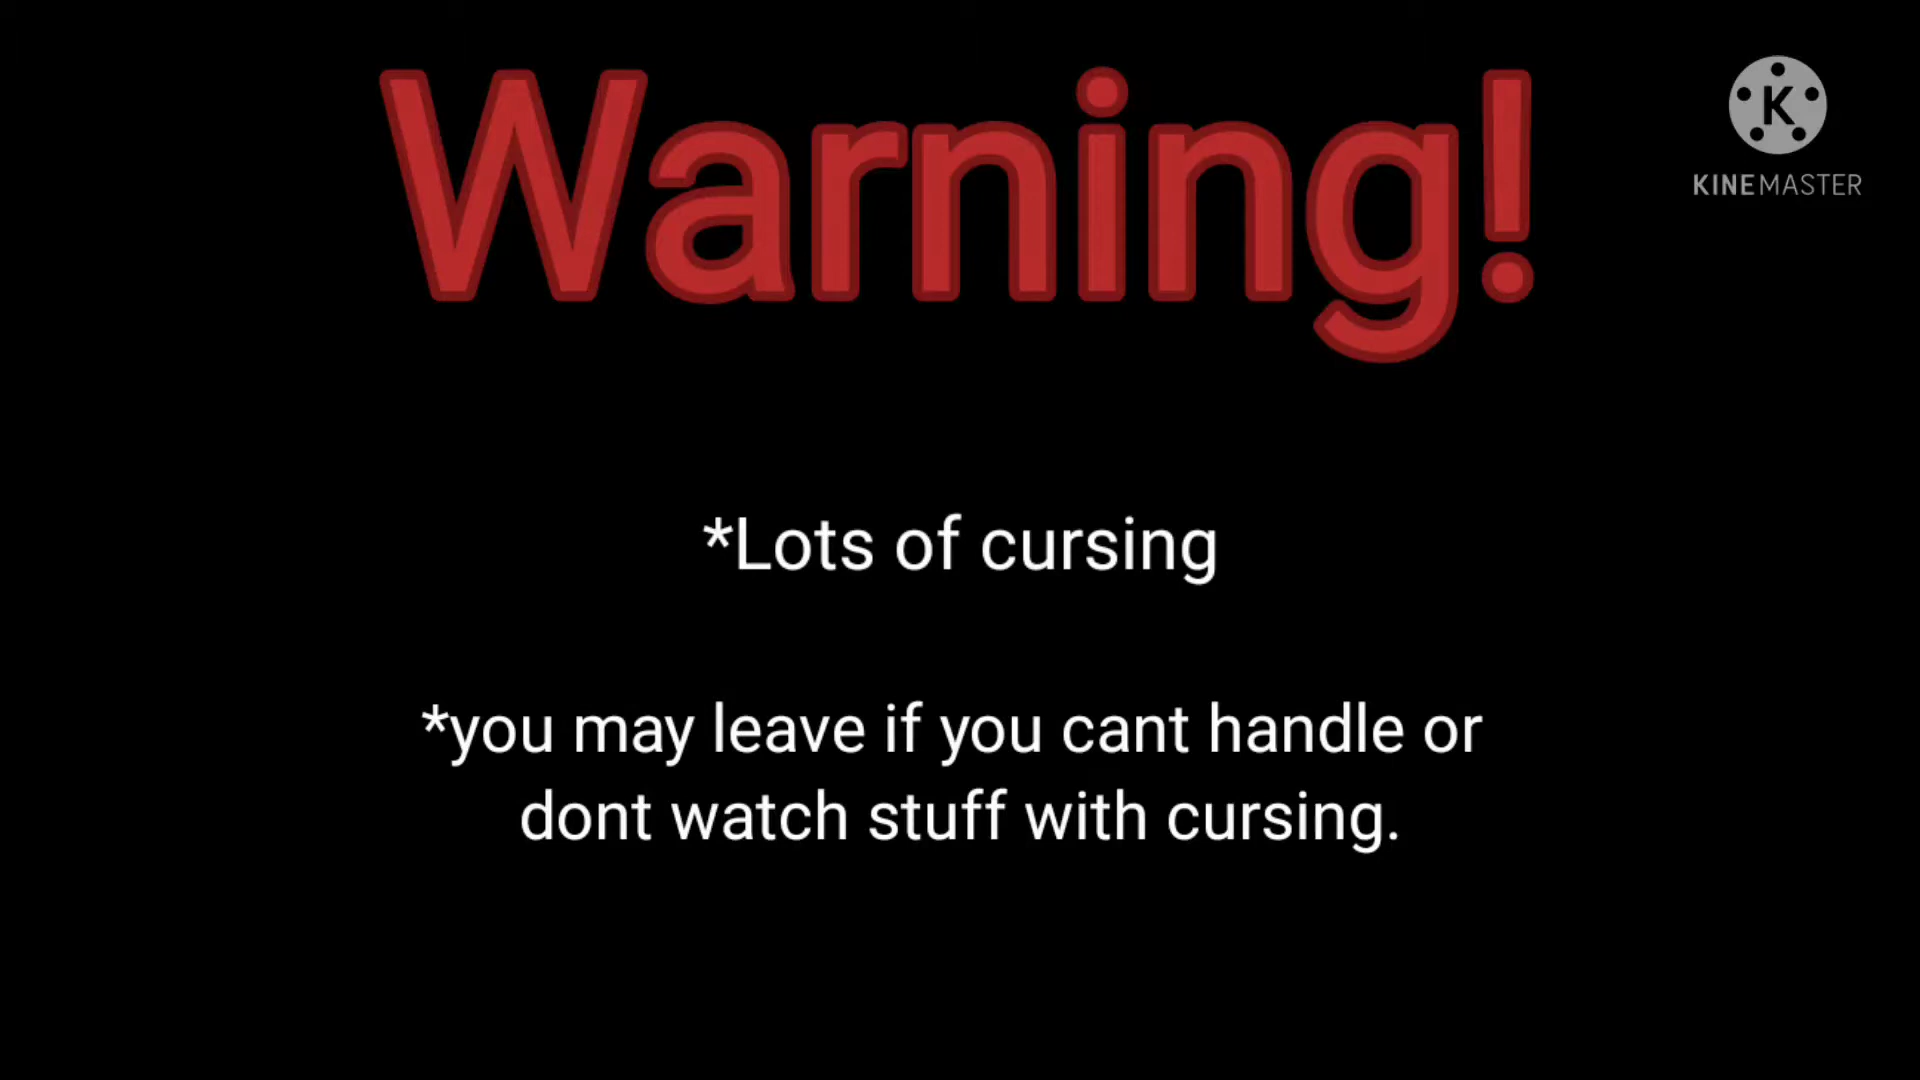 Warning!
K
KINEMASTER
*Lots of cursing
*you may leave if you cant handle or
dont watch stuff with cursing.